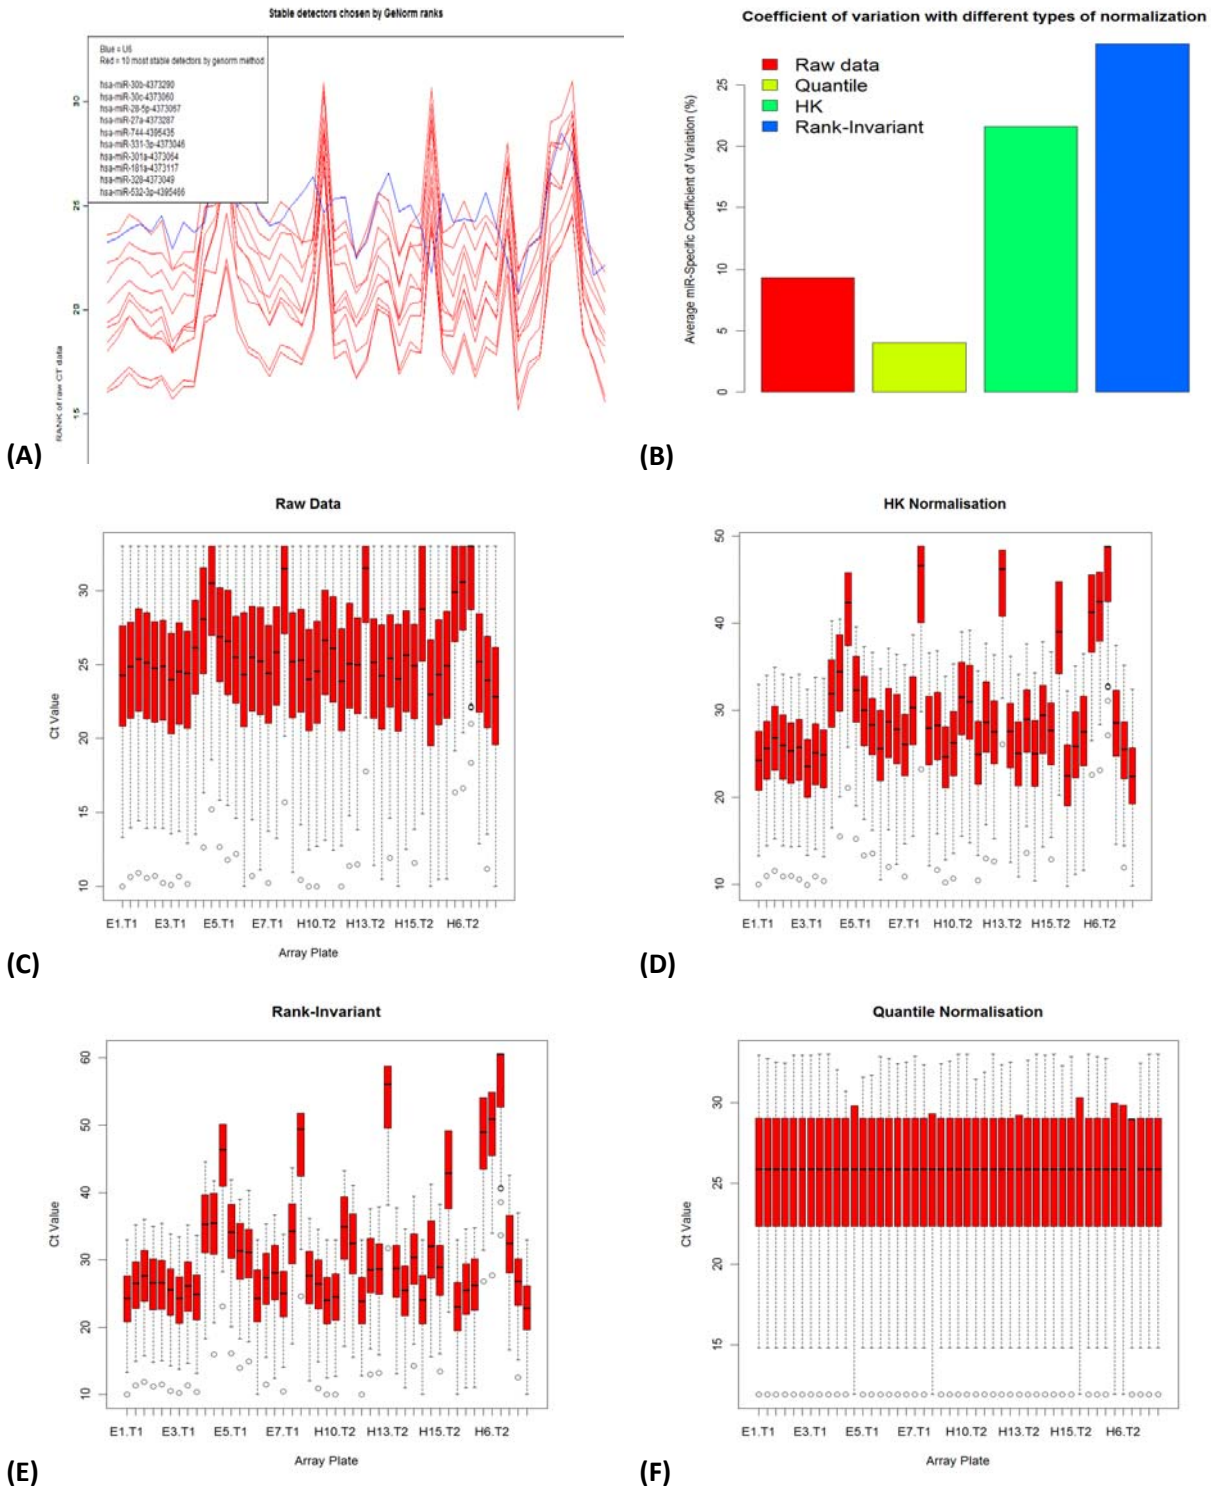 Stable detectors chosen by GeNorm ranks
Blue = U6
Red = 10 most stable detectors by genorm method
hsa-miR-30b-4373290
hsa-miR-30c-4373060
hsa-miR-28-5p-4373067
hsa-miR-27a-4373287
hsa-miR-744-4395435
hsa-miR-331-3p-4373046
hsa-miR-301a-4373064
hsa-miR-181a-4373117
hsa-miR-328-4373049
hsa-miR-532-3p-4395466
RANK of raw CT data
30
25
20
15
(A)
Coefficient of variation with different types of normalization
Raw data
Quantile
HK
Rank-Invariant
Average miR-Specific Coefficient of Variation (%)
25
20
15
10
5
0
(B)
Raw Data
Ct Value
30
25
20
15
10
E1.T1 E3.T1 E5.T1 E7.T1 H10.T2 H13.T2 H15.T2 H6.T2
Array Plate
(C)
HK Normalisation
Ct Value
50
40
30
20
10
E1.T1 E3.T1 E5.T1 E7.T1 H10.T2 H13.T2 H15.T2 H6.T2
Array Plate
(D)
Rank-Invariant
Ct Value
60
50
40
30
20
10
E1.T1 E3.T1 E5.T1 E7.T1 H10.T2 H13.T2 H15.T2 H6.T2
Array Plate
(E)
Quantile Normalisation
Ct Value
30
25
20
15
E1.T1 E3.T1 E5.T1 E7.T1 H10.T2 H13.T2 H15.T2 H6.T2
Array Plate
(F)